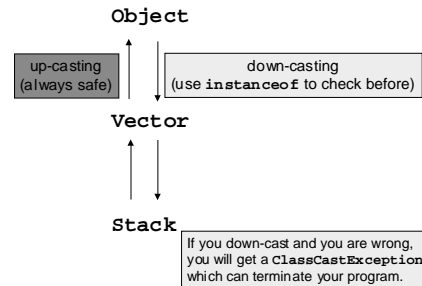 Object
up-casting
(always safe)
down-casting
(use instanceof to check before)
Vector
Stack
If you down-cast and you are wrong,
you will get a ClassCastException
which can terminate your program.